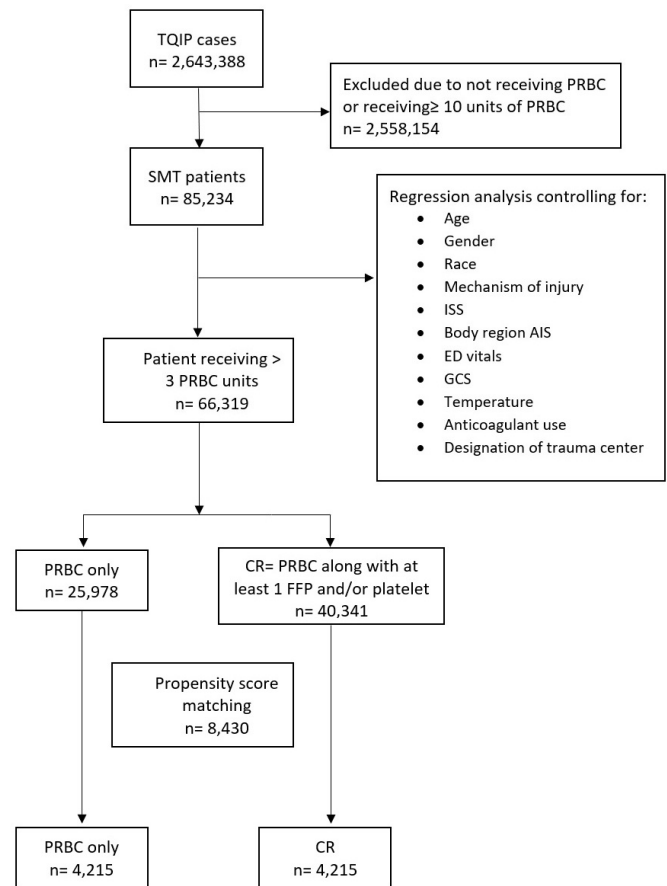 TQIP cases
n= 2,643,388
Excluded due to not receiving PRBC
or receiving≥ 10 units of PRBC
n= 2,558,154
SMT patients
n= 85,234
Regression analysis controlling for:
• Age
• Gender
• Race
• Mechanism of injury
• ISS
• Body region AIS
• ED vitals
• GCS
• Temperature
• Anticoagulant use
• Designation of trauma center
Patient receiving >
3 PRBC units
n= 66,319
PRBC only
n= 25,978
CR= PRBC along with at
least 1 FFP and/or platelet
n= 40,341
Propensity score
matching
n= 8,430
PRBC only
n= 4,215
CR
n= 4,215